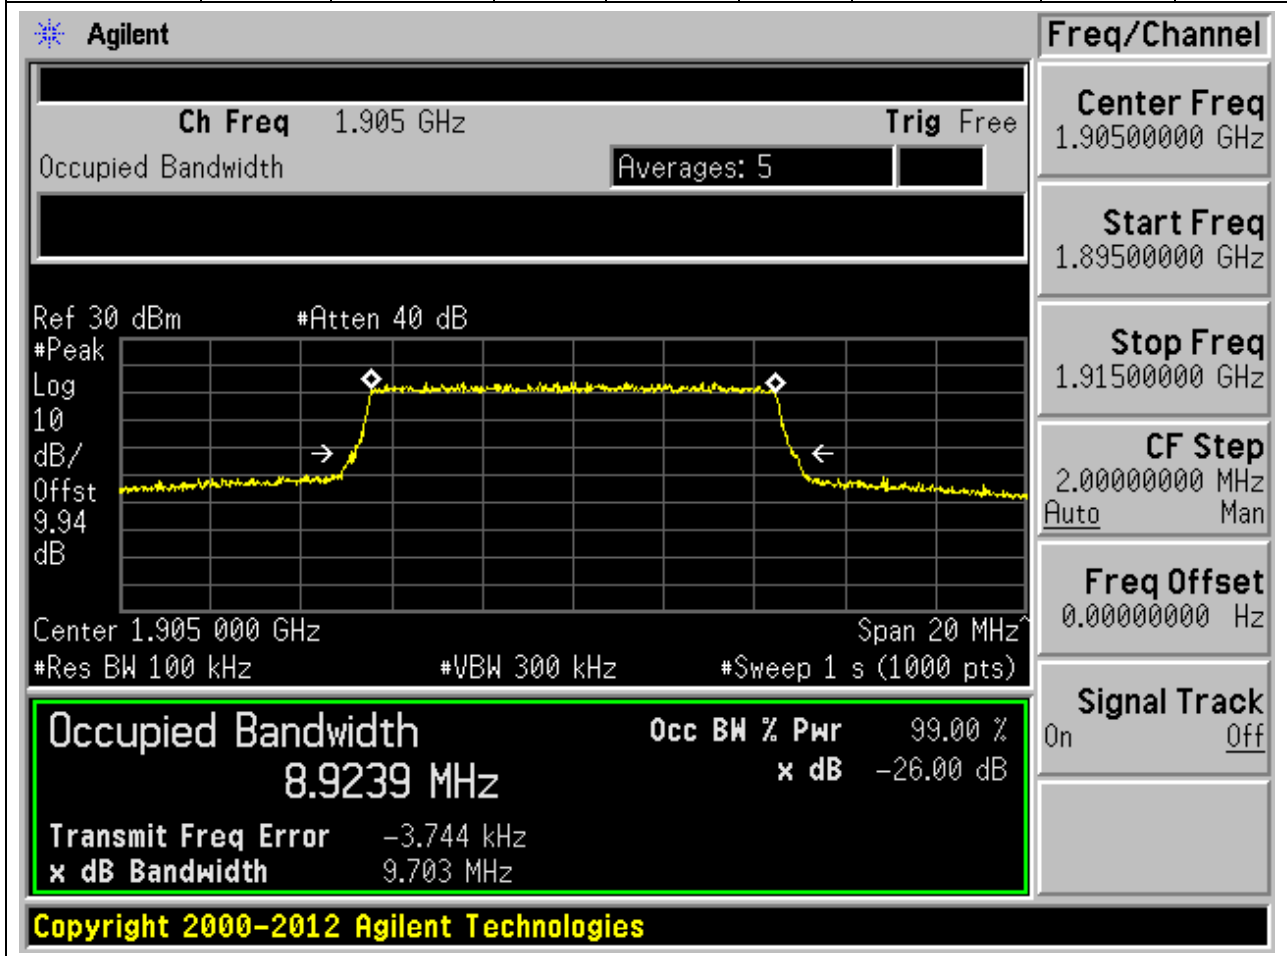 Agilent
Freq/Channel
Ch Freq 1.905 GHz Trig Free
Occupied Bandwidth Averages: 5
Ref 30 dBm #Atten 40 dB
#Peak
Log
10
dB/
Offst
9.94
dB
Center 1.905 000 GHz Span 20 MHz^
#Res BW 100 kHz #VBW 300 kHz #Sweep 1 s (1000 pts)
Occupied Bandwidth Occ BW % Pwr 99.00 %
8.9239 MHz x dB -26.00 dB
Transmit Freq Error -3.744 kHz
x dB Bandwidth 9.703 MHz
Copyright 2000-2012 Agilent Technologies
Center Freq
1.90500000 GHz
Start Freq
1.89500000 GHz
Stop Freq
1.91500000 GHz
CF Step
2.00000000 MHz
Auto Man
Freq Offset
0.00000000 Hz
Signal Track
On Off